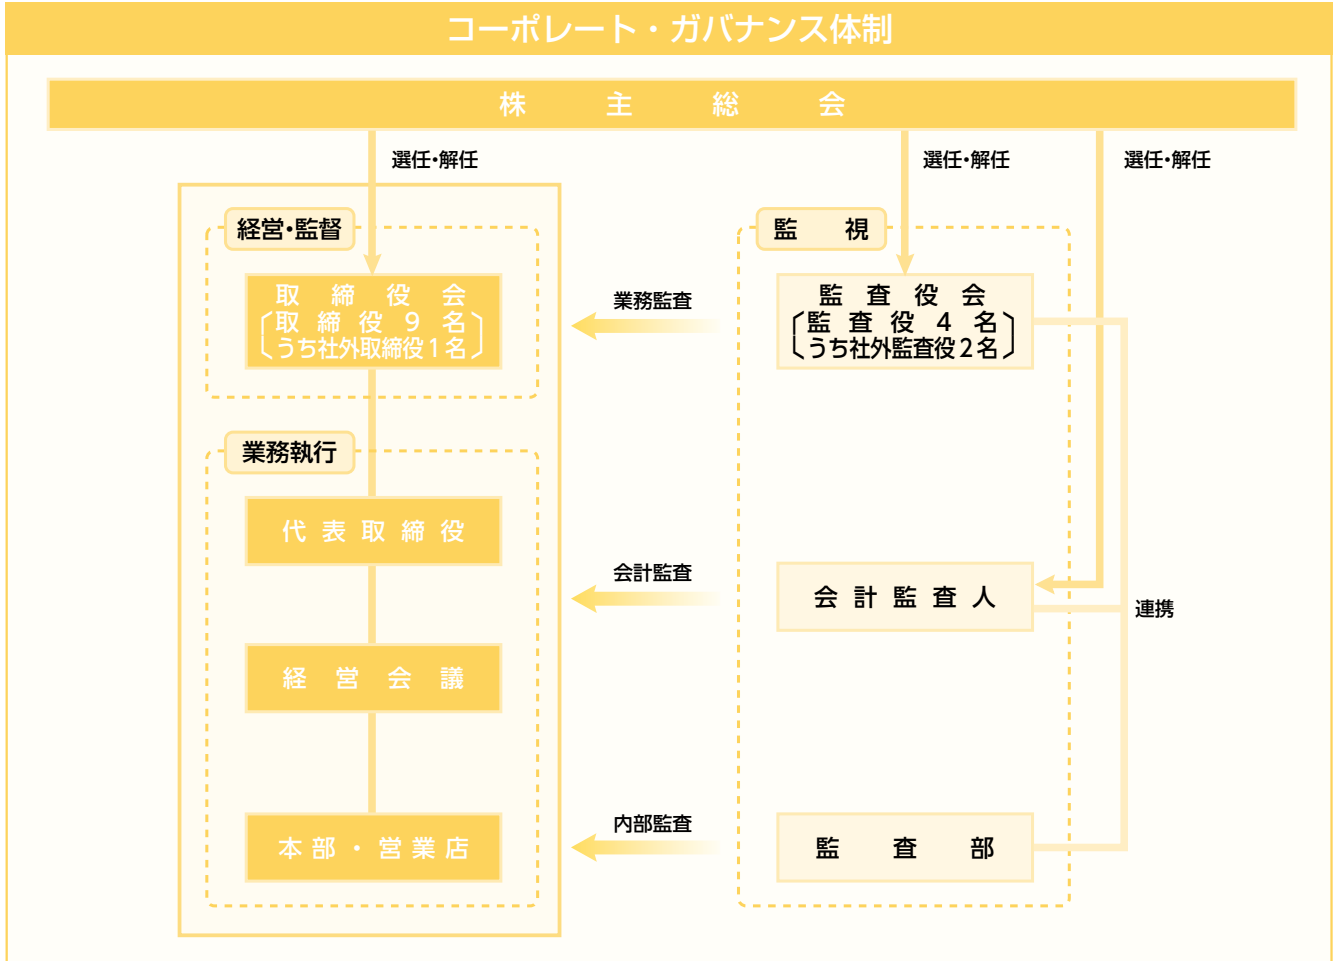 コーポレート・ガバナンス体制
株主総会
選任・解任
選任・解任
選任・解任
経営・監督
取締役会
取締役9名
うち社外取締役1名
業務監査
監視
監査役会
監査役4名
うち社外監査役2名
業務執行
代表取締役
会計監査
会計監査人
連携
経営会議
本部・営業店
内部監査
監査部